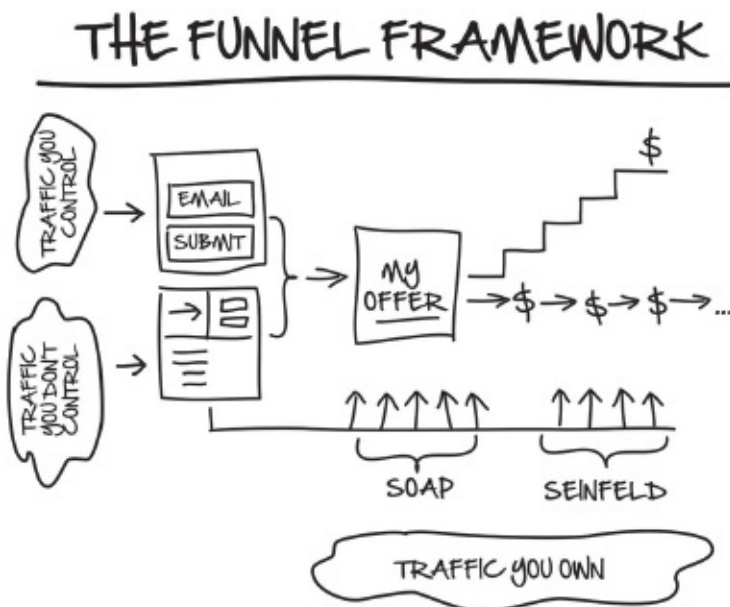 THE FUNNEL FRAMEWORK
TRAFFIC YOU
CONTROL
EMAIL
SUBMIT
TRAFFIC
YOU DON'T
CONTROL
MY
OFFER
$
$ $ $ ...
SOAP
SEINFELD
TRAFFIC YOU OWN